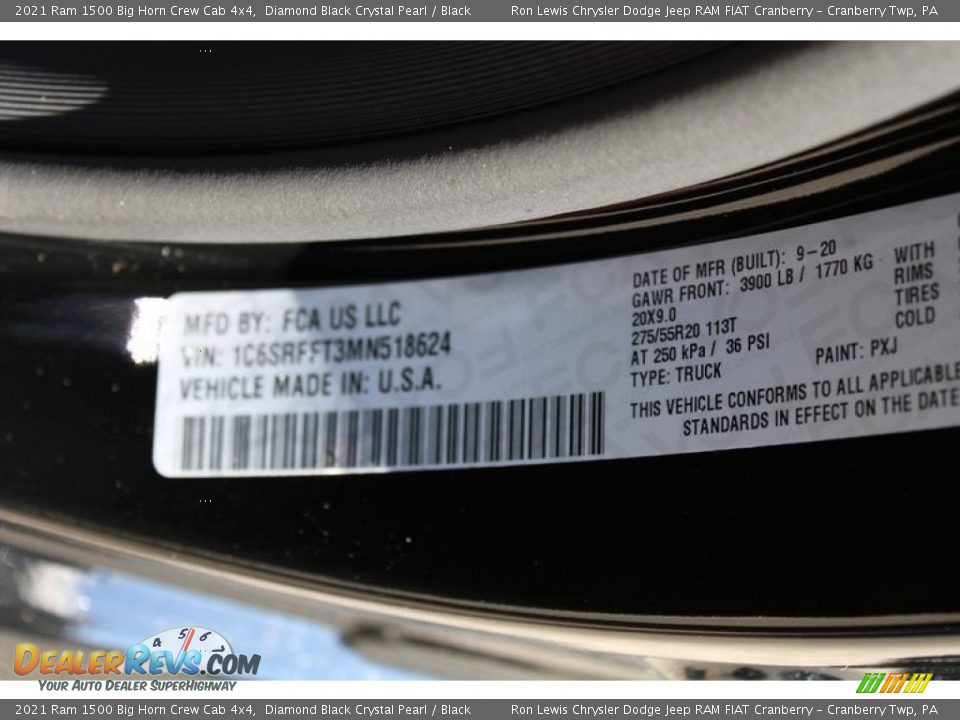 2021 Ram 1500 Big Horn Crew Cab 4x4, Diamond Black Crystal Pearl / Black Ron Lewis Chrysler Dodge Jeep RAM FIAT Cranberry – Cranberry Twp, PA
MFD BY: FCA US LLC
VIN: 1C6SRFFT3MN518624
VEHICLE MADE IN: U.S.A.
DATE OF MFR (BUILT): 9-20
GAWR FRONT: 3900 LB / 1770 KG WITH
20X9.0 RIMS
275/55R20 113T TIRES
AT 250 kPa / 36 PSI COLD
TYPE: TRUCK PAINT: PXJ
THIS VEHICLE CONFORMS TO ALL APPLICABLE
STANDARDS IN EFFECT ON THE DATE
4 5 6
DealerRevs.com
Your Auto Dealer SuperHighway
2021 Ram 1500 Big Horn Crew Cab 4x4, Diamond Black Crystal Pearl / Black Ron Lewis Chrysler Dodge Jeep RAM FIAT Cranberry – Cranberry Twp, PA